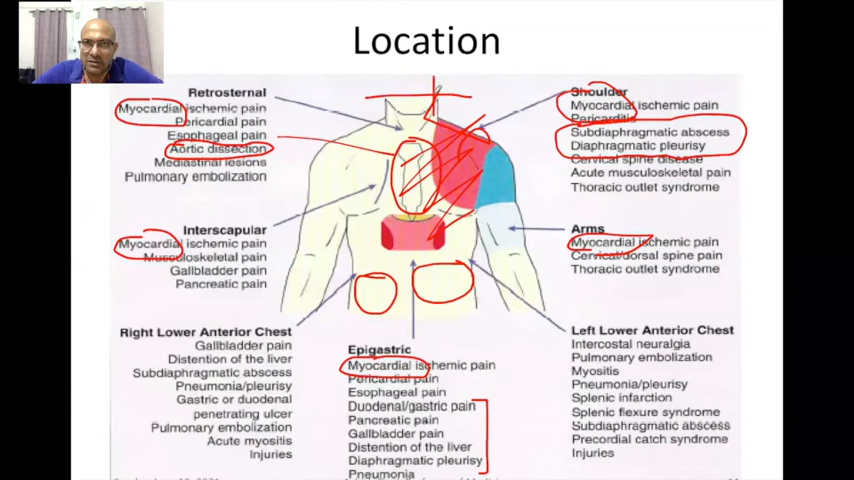 Location
Retrosternal
Myocardial ischemic pain
Pericardial pain
Esophageal pain
Aortic dissection
Mediastinal lesions
Pulmonary embolization
Interscapular
Myocardial ischemic pain
Musculoskeletal pain
Gallbladder pain
Pancreatic pain
Right Lower Anterior Chest
Gallbladder pain
Distention of the liver
Subdiaphragmatic abscess
Pneumonia/pleurisy
Gastric or duodenal
penetrating ulcer
Pulmonary embolization
Acute myositis
Injuries
Epigastric
Myocardial ischemic pain
Pericardial pain
Esophageal pain
Duodenal/gastric pain
Pancreatic pain
Gallbladder pain
Distention of the liver
Diaphragmatic pleurisy
Pneumonia
Shoulder
Myocardial ischemic pain
Pericarditis
Subdiaphragmatic abscess
Diaphragmatic pleurisy
Cervical spine disease
Acute musculoskeletal pain
Thoracic outlet syndrome
Arms
Myocardial ischemic pain
Cervical/dorsal spine pain
Thoracic outlet syndrome
Left Lower Anterior Chest
Intercostal neuralgia
Pulmonary embolization
Myositis
Pneumonia/pleurisy
Splenic infarction
Splenic flexure syndrome
Subdiaphragmatic abscess
Precordial catch syndrome
Injuries